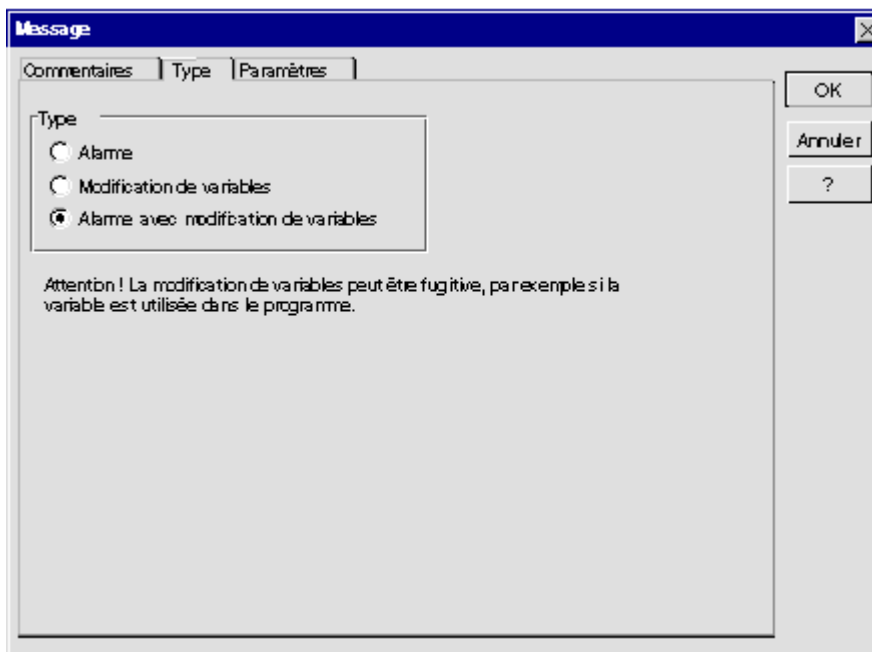 Message
Commentaires Type Paramètres
OK
Type
Annuler
Alarme
?
Modification de variables
Alarme avec modification de variables
Attention ! La modification de variables peut être fugitive, par exemple si la
variable est utilisée dans le programme.